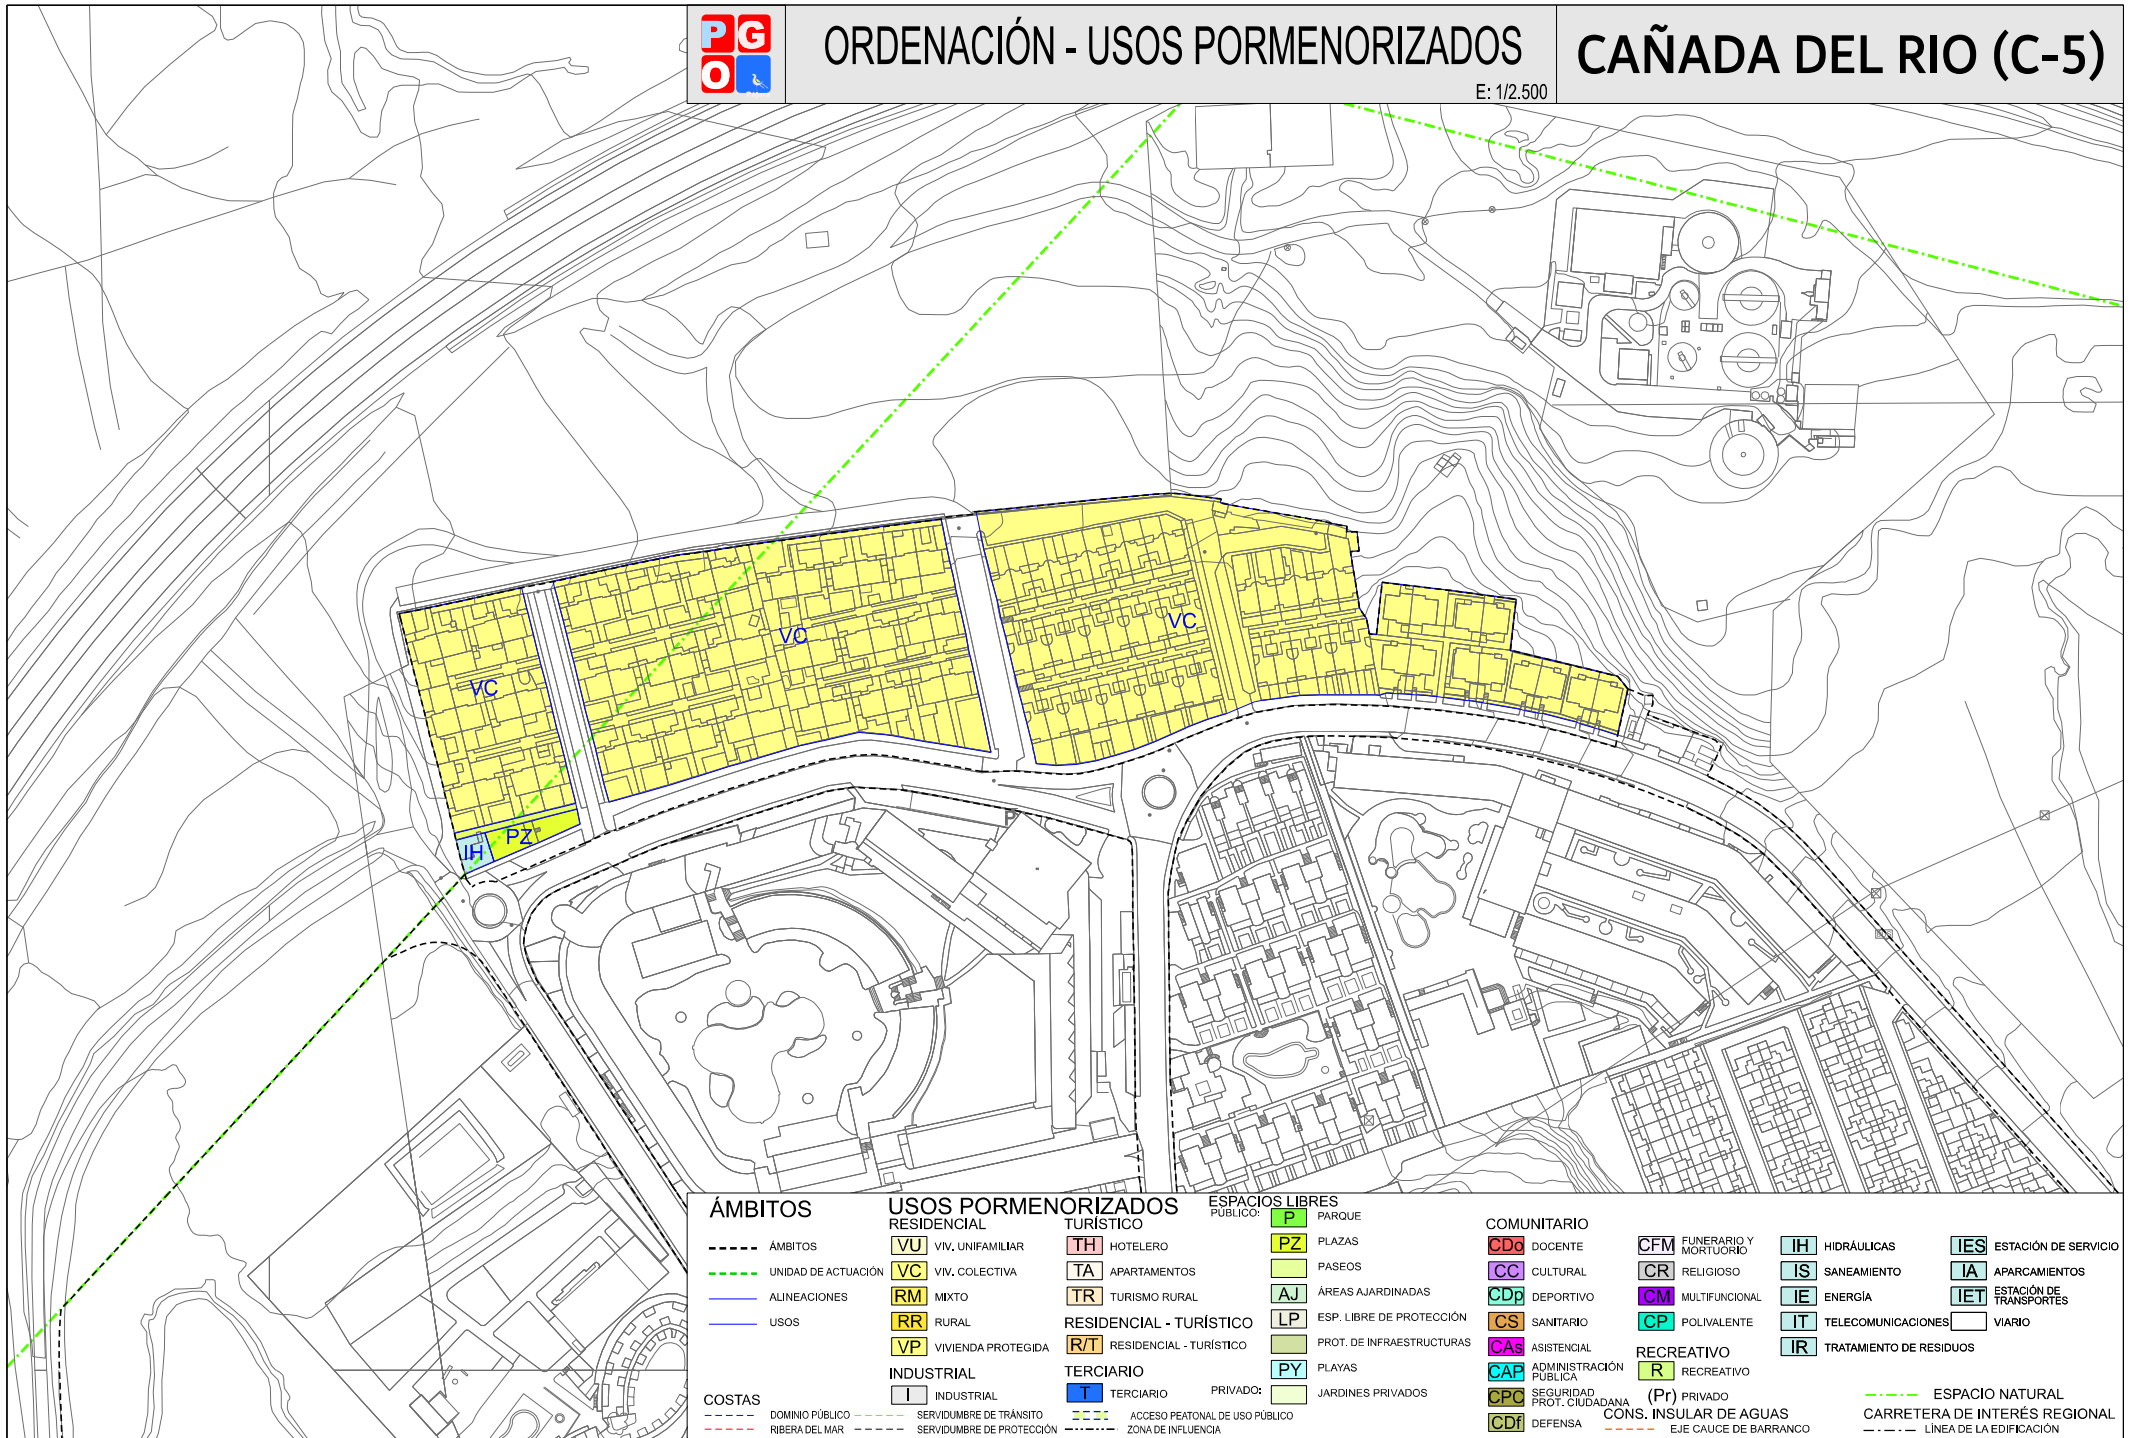 PG
O
ORDENACIÓN - USOS PORMENORIZADOS
E: 1/2.500
CAÑADA DEL RIO (C-5)
VC
VC
VC
VC
PZ
IH
P
ÁMBITOS
ÁMBITOS
UNIDAD DE ACTUACIÓN
ALINEACIONES
USOS
COSTAS
DOMINIO PÚBLICO
RIBERA DEL MAR
SERVIDUMBRE DE TRÁNSITO
SERVIDUMBRE DE PROTECCIÓN
ACCESO PEATONAL DE USO PÚBLICO
ZONA DE INFLUENCIA
USOS PORMENORIZADOS
RESIDENCIAL
VU VIV. UNIFAMILIAR
VC VIV. COLECTIVA
RM MIXTO
RR RURAL
VP VIVIENDA PROTEGIDA
INDUSTRIAL
I INDUSTRIAL
TURÍSTICO
TH HOTELERO
TA APARTAMENTOS
TR TURISMO RURAL
RESIDENCIAL - TURÍSTICO
R/T RESIDENCIAL - TURÍSTICO
TERCIARIO
T TERCIARIO
ESPACIOS LIBRES
PÚBLICO:
P PARQUE
PZ PLAZAS
PASEOS
AJ ÁREAS AJARDINADAS
LP ESP. LIBRE DE PROTECCIÓN
PROT. DE INFRAESTRUCTURAS
PY PLAYAS
PRIVADO: JARDINES PRIVADOS
COMUNITARIO
CDo DOCENTE
CC CULTURAL
CDp DEPORTIVO
CS SANITARIO
CAs ASISTENCIAL
CAP ADMINISTRACIÓN
PÚBLICA
CPC SEGURIDAD
PROT. CIUDADANA
CDf DEFENSA
CFM FUNERARIO Y
MORTUORIO
CR RELIGIOSO
CM MULTIFUNCIONAL
CP POLIVALENTE
RECREATIVO
R RECREATIVO
(Pr) PRIVADO
CONS. INSULAR DE AGUAS
EJE CAUCE DE BARRANCO
IH HIDRÁULICAS
IS SANEAMIENTO
IE ENERGÍA
IT TELECOMUNICACIONES
IR TRATAMIENTO DE RESIDUOS
IES ESTACIÓN DE SERVICIO
IA APARCAMIENTOS
IET ESTACIÓN DE
TRANSPORTES
VIARIO
ESPACIO NATURAL
CARRETERA DE INTERÉS REGIONAL
LÍNEA DE LA EDIFICACIÓN